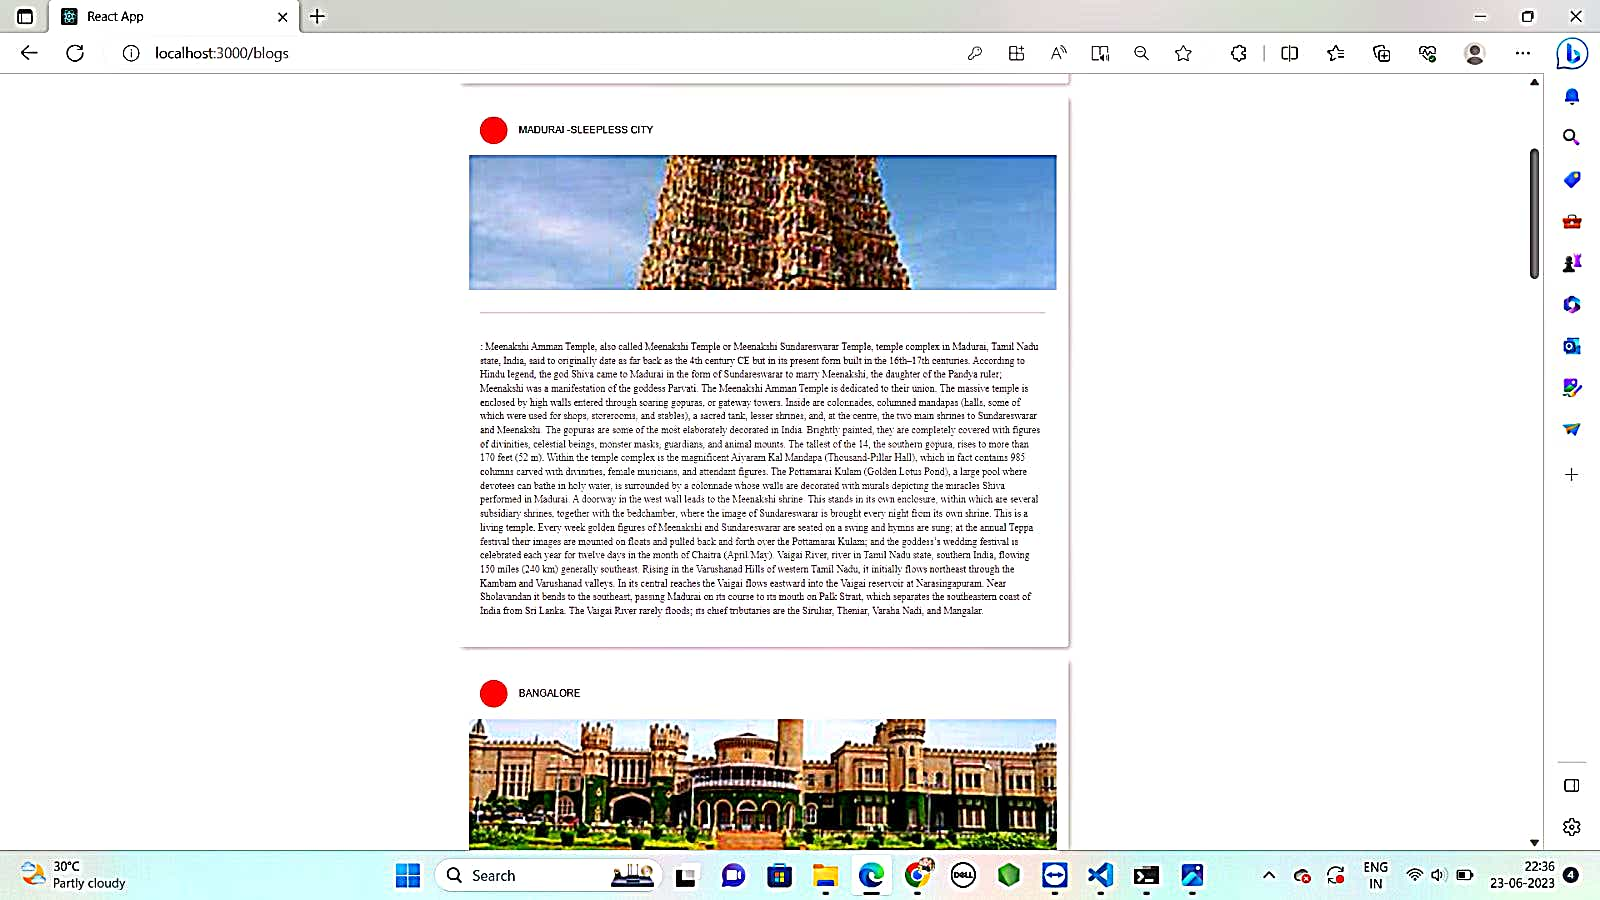 React App
localhost:3000/blogs
MADURAI -SLEEPLESS CITY
: Meenakshi Amman Temple, also called Meenakshi Temple or Meenakshi Sundareswarar Temple, temple complex in Madurai, Tamil Nadu
state, India, said to originally date as far back as the 4th century CE but in its present form built in the 16th–17th centuries. According to
Hindu legend, the god Shiva came to Madurai in the form of Sundareswarar to marry Meenakshi, the daughter of the Pandya ruler;
Meenakshi was a manifestation of the goddess Parvati. The Meenakshi Amman Temple is dedicated to their union. The massive temple is
enclosed by high walls entered through soaring gopuras, or gateway towers. Inside are colonnades, columned mandapas (halls, some of
which were used for shops, storerooms, and stables), a sacred tank, lesser shrines, and, at the centre, the two main shrines to Sundareswarar
and Meenakshi. The gopuras are some of the most elaborately decorated in India. Brightly painted, they are completely covered with figures
of divinities, celestial beings, monster masks, guardians, and animal mounts. The tallest of the 14, the southern gopura, rises to more than
170 feet (52 m). Within the temple complex is the magnificent Aiyaram Kal Mandapa (Thousand-Pillar Hall), which in fact contains 985
columns carved with divinities, female musicians, and attendant figures. The Pottamarai Kulam (Golden Lotus Pond), a large pool where
devotees can bathe in holy water, is surrounded by a colonnade whose walls are decorated with murals depicting the miracles Shiva
performed in Madurai. A doorway in the west wall leads to the Meenakshi shrine. This stands in its own enclosure, within which are several
subsidiary shrines, together with the bedchamber, where the image of Sundareswarar is brought every night from its own shrine. This is a
living temple. Every week golden figures of Meenakshi and Sundareswarar are seated on a swing and hymns are sung; at the annual Teppa
festival their images are mounted on floats and pulled back and forth over the Pottamarai Kulam; and the goddess's wedding festival is
celebrated each year for twelve days in the month of Chaitra (April/May). Vaigai River, river in Tamil Nadu state, southern India, flowing
150 miles (240 km) generally southeast. Rising in the Varushanad Hills of western Tamil Nadu, it initially flows northeast through the
Kambam and Varushanad valleys. In its central reaches the Vaigai flows eastward into the Vaigai reservoir at Narasingapuram. Near
Sholavandan it bends to the southeast, passing Madurai on its course to its mouth on Palk Strait, which separates the southeastern coast of
India from Sri Lanka. The Vaigai River rarely floods; its chief tributaries are the Siruliar, Theniar, Varaha Nadi, and Mangalar.
BANGALORE
30°C
Partly cloudy
Search
DELL
ENG
IN
22:36
23-06-2023
4